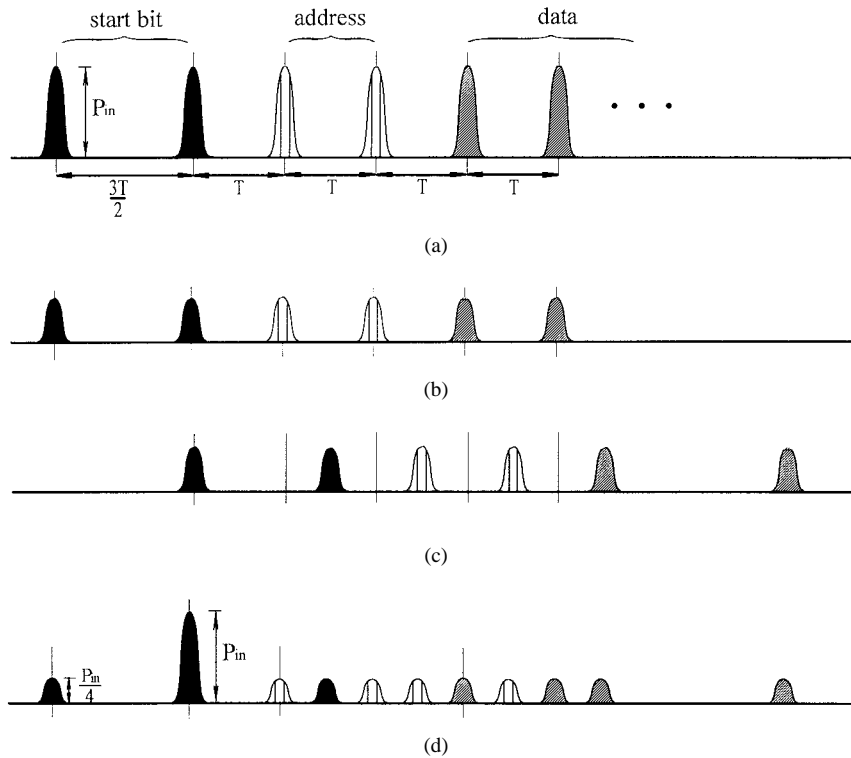 start bit address data
P_in
3T/2 T T T T
(a)
(b)
(c)
P_in
P_in/4
(d)